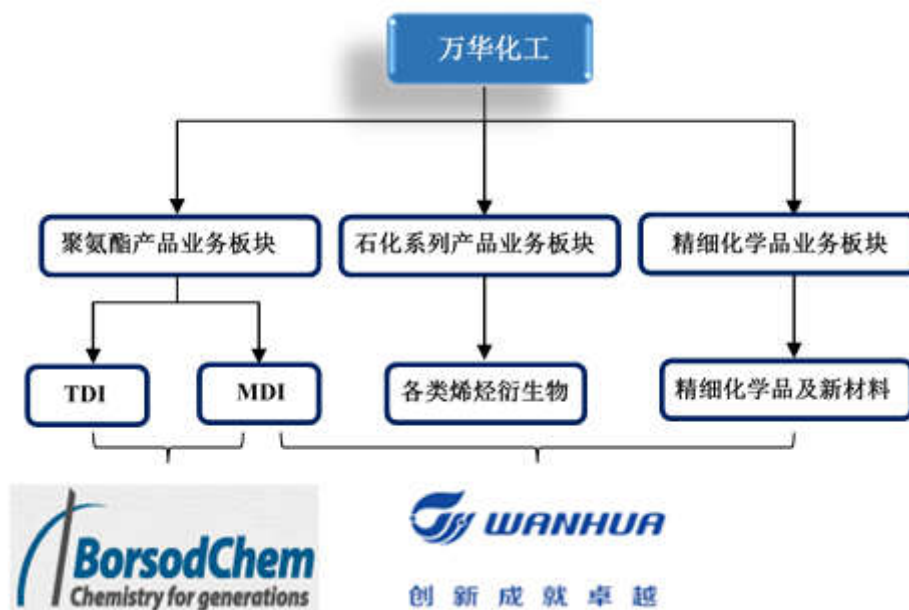 万华化工
聚氨酯产品业务板块
石化系列产品业务板块
精细化学品业务板块
TDI
MDI
各类烯烃衍生物
精细化学品及新材料
BorsodChem
Chemistry for generations
WANHUA
创新成就卓越